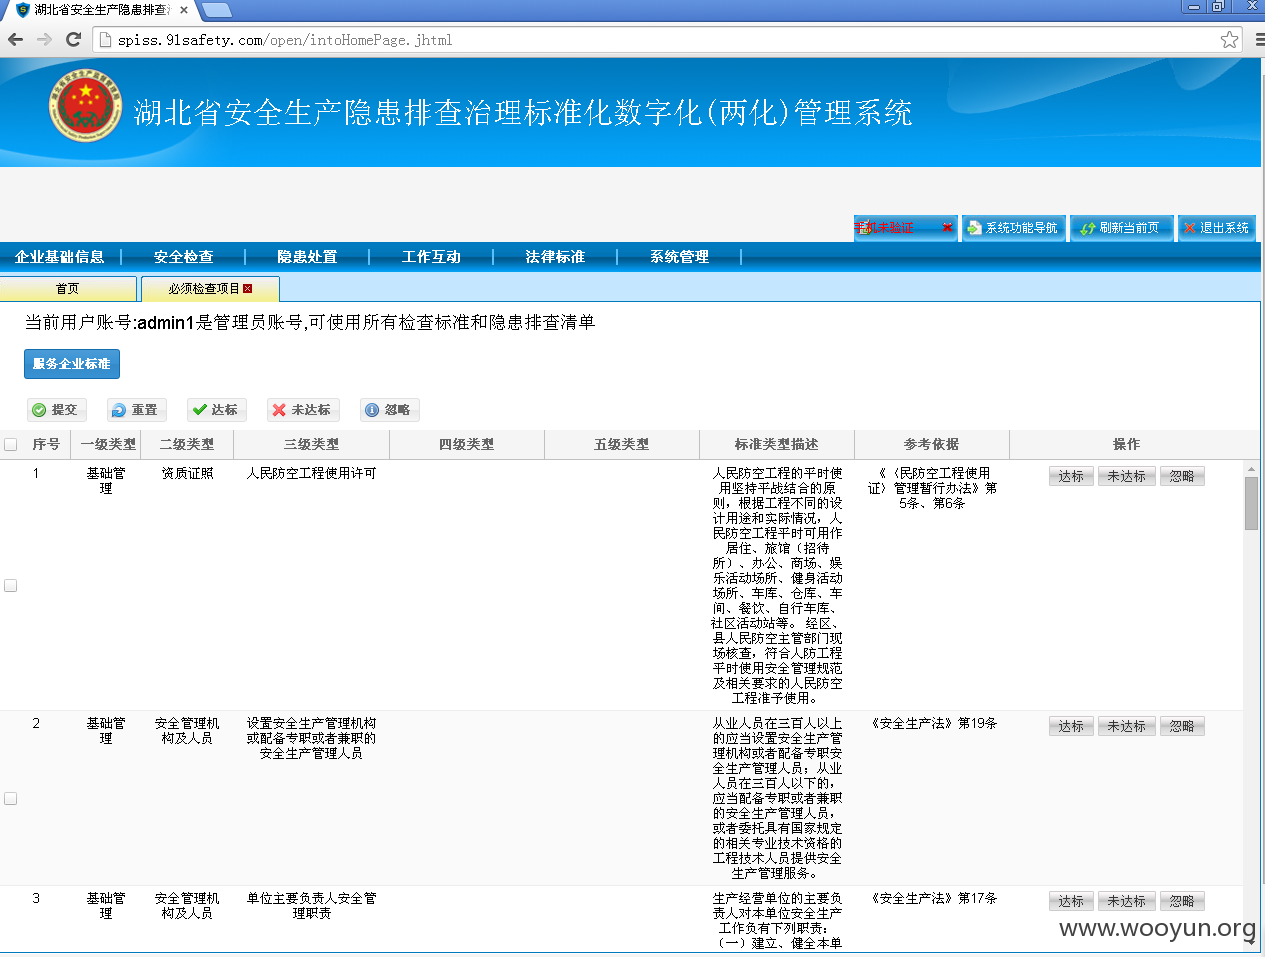 湖北省安全生产隐患排查
spiss.91safety.com/open/intoHomePage.jhtml
湖北省安全生产隐患排查治理标准化数字化(两化)管理系统
手机未验证
系统功能导航
刷新当前页
退出系统
企业基础信息
安全检查
隐患处置
工作互动
法律标准
系统管理
首页
必须检查项目
当前用户账号:admin1是管理员账号,可使用所有检查标准和隐患排查清单
服务企业标准
提交
重置
达标
未达标
忽略
序号 一级类型 二级类型 三级类型 四级类型 五级类型 标准类型描述 参考依据 操作
1
基础管
理
资质证照
人民防空工程使用许可
人民防空工程的平时使
用坚持平战结合的原
则，根据工程不同的设
计用途和实际情况，人
民防空工程平时可用作
居住、旅馆（招待
所）、办公、商场、娱
乐活动场所、健身活动
场所、车库、仓库、车
间、餐饮、自行车库、
社区活动站等。 经区、
县人民防空主管部门现
场核查，符合人防工程
平时使用安全管理规范
及相关要求的人民防空
工程准予使用。
《〈民防空工程使用
证〉管理暂行办法》第
5条、第6条
达标 未达标 忽略
2
基础管
理
安全管理机
构及人员
设置安全生产管理机构
或配备专职或者兼职的
安全生产管理人员
从业人员在三百人以上
的应当设置安全生产管
理机构或者配备专职安
全生产管理人员；从业
人员在三百人以下的，
应当配备专职或者兼职
的安全生产管理人员，
或者委托具有国家规定
的相关专业技术资格的
工程技术人员提供安全
生产管理服务。
《安全生产法》第19条
达标 未达标 忽略
3
基础管
理
安全管理机
构及人员
单位主要负责人安全管
理职责
生产经营单位的主要负
责人对本单位安全生产
工作负有下列职责：
（一）建立、健全本单
《安全生产法》第17条
达标 未达标 忽略
www.wooyun.org